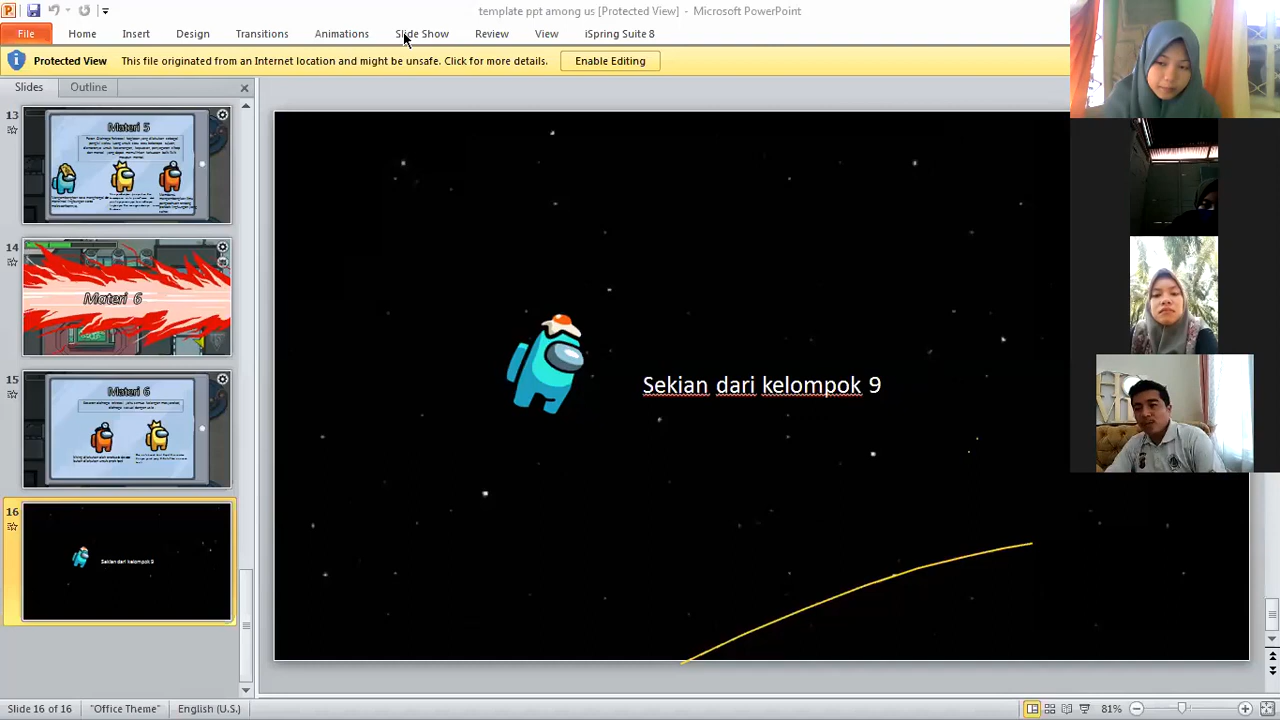 template ppt among us [Protected View] - Microsoft PowerPoint
File Home Insert Design Transitions Animations Slide Show Review View iSpring Suite 8
Protected View This file originated from an Internet location and might be unsafe. Click for more details. Enable Editing
Slides Outline
13
Materi 5
14
Materi 6
15
Materi 6
16
Sekian dari kelompok 9
Sekian dari kelompok 9
Slide 16 of 16 "Office Theme" English (U.S.) 81%